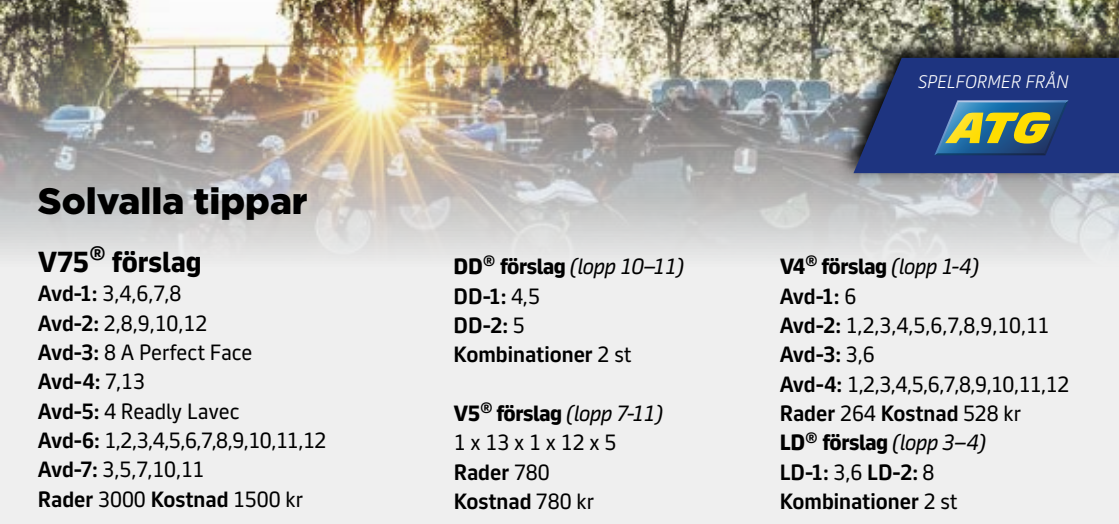 SPELFORMER FRÅN
ATG
5
9
10
4
1
Solvalla tippar
V75® förslag
Avd-1: 3,4,6,7,8
Avd-2: 2,8,9,10,12
Avd-3: 8 A Perfect Face
Avd-4: 7,13
Avd-5: 4 Readly Lavec
Avd-6: 1,2,3,4,5,6,7,8,9,10,11,12
Avd-7: 3,5,7,10,11
Rader 3000 Kostnad 1500 kr
DD® förslag (lopp 10–11)
DD-1: 4,5
DD-2: 5
Kombinationer 2 st
V5® förslag (lopp 7-11)
1 x 13 x 1 x 12 x 5
Rader 780
Kostnad 780 kr
V4® förslag (lopp 1-4)
Avd-1: 6
Avd-2: 1,2,3,4,5,6,7,8,9,10,11
Avd-3: 3,6
Avd-4: 1,2,3,4,5,6,7,8,9,10,11,12
Rader 264 Kostnad 528 kr
LD® förslag (lopp 3–4)
LD-1: 3,6 LD-2: 8
Kombinationer 2 st